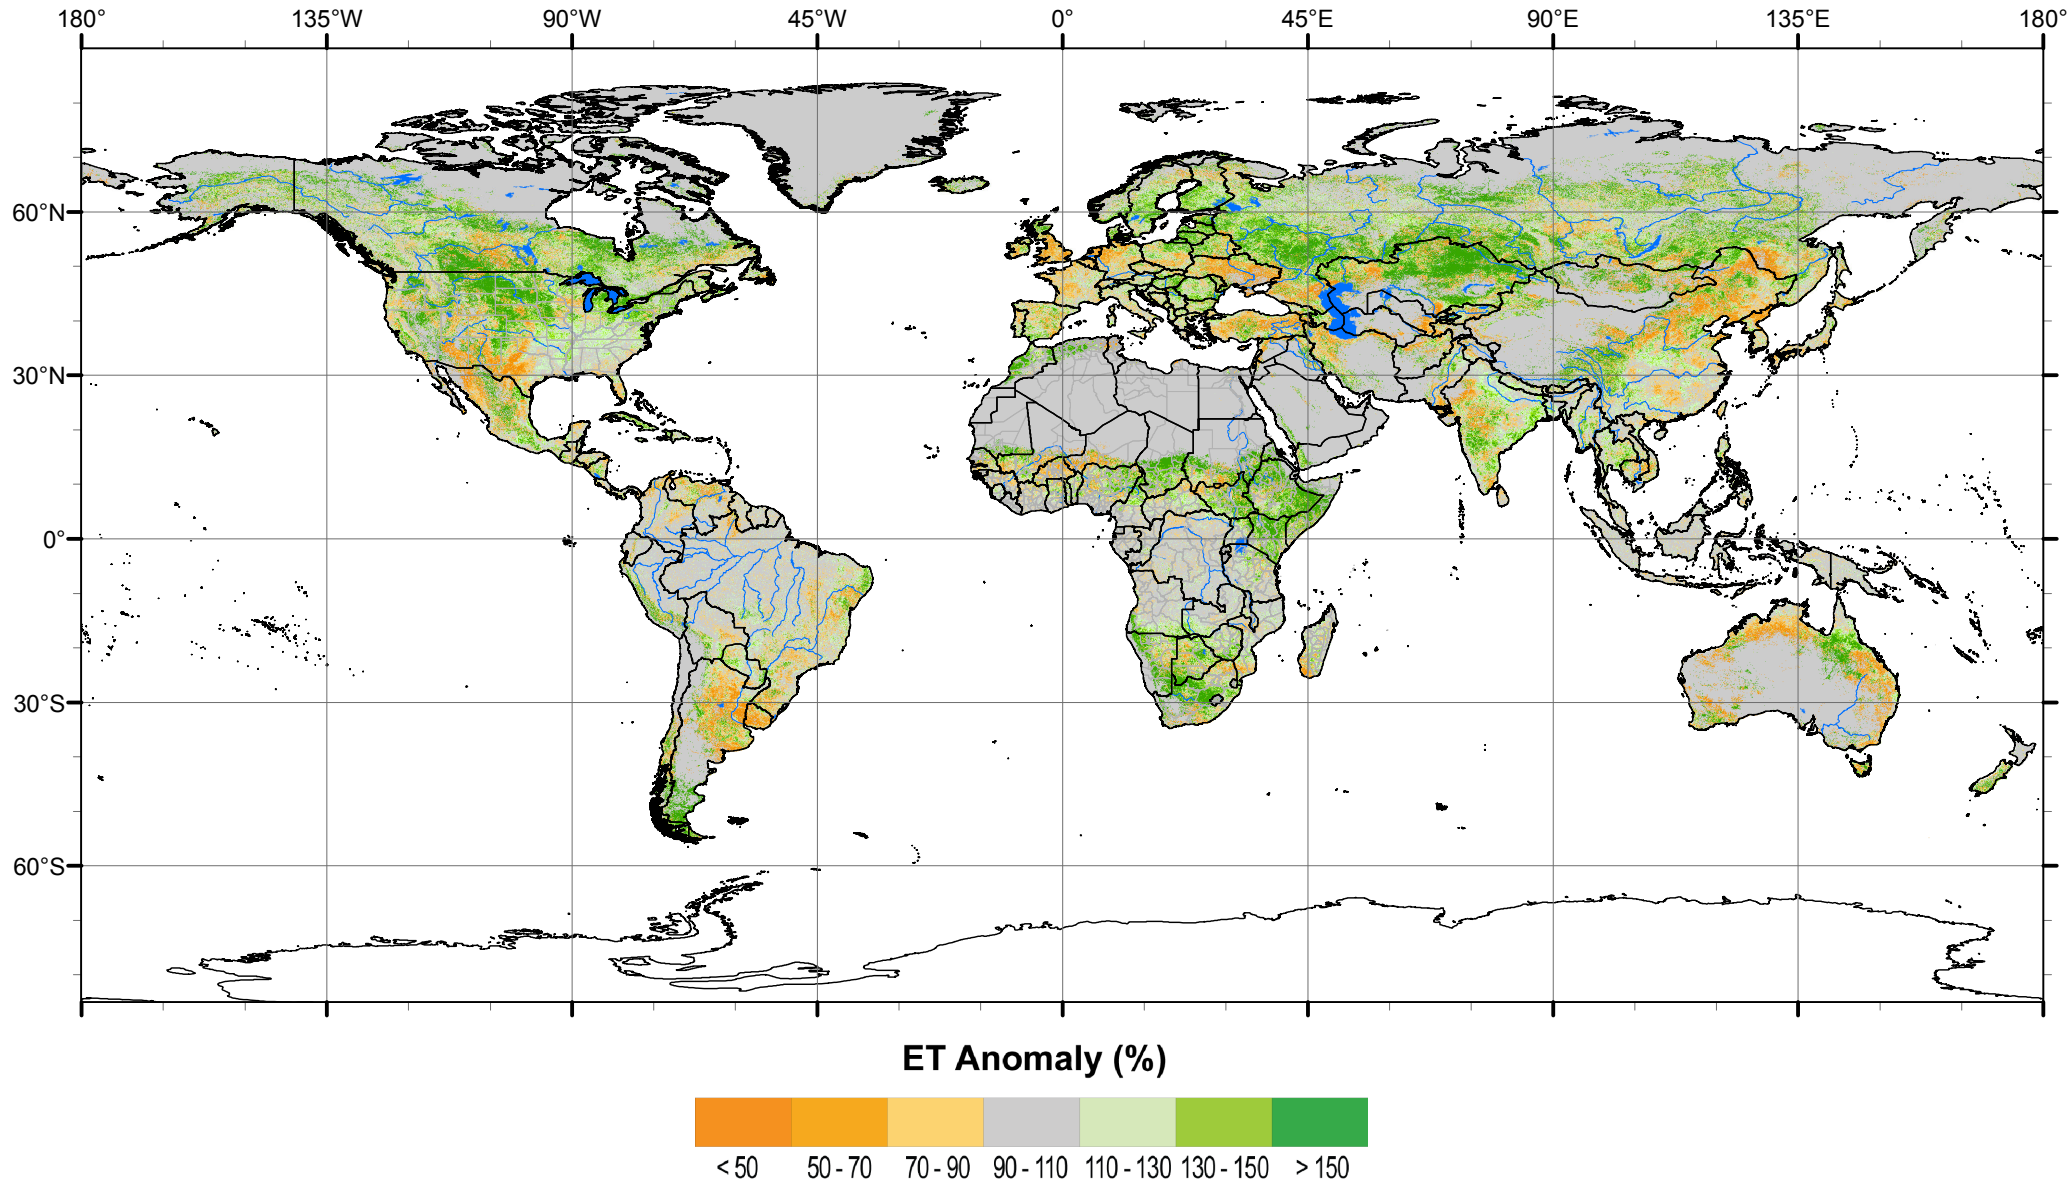 180° 135°W 90°W 45°W 0° 45°E 90°E 135°E 180°
60°N
30°N
0°
30°S
60°S
ET Anomaly (%)
< 50 50 - 70 70 - 90 90 - 110 110 - 130 130 - 150 > 150